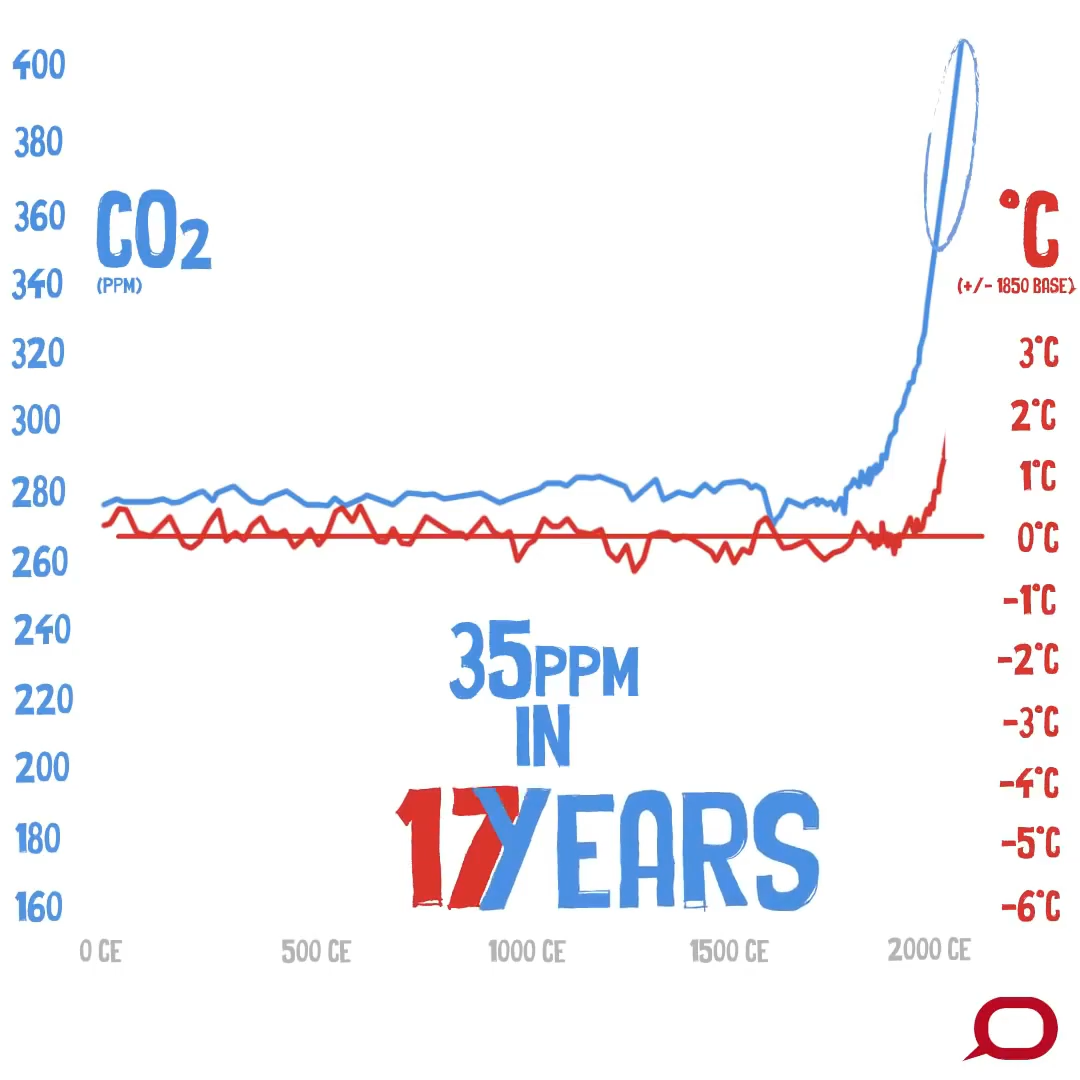 400
380
360
340
320
300
280
260
240
220
200
180
160
CO2
(PPM)
°C
(+/- 1850 BASE)
3°C
2°C
1°C
0°C
-1°C
-2°C
-3°C
-4°C
-5°C
-6°C
35PPM
IN
17YEARS
0 CE
500 CE
1000 CE
1500 CE
2000 CE